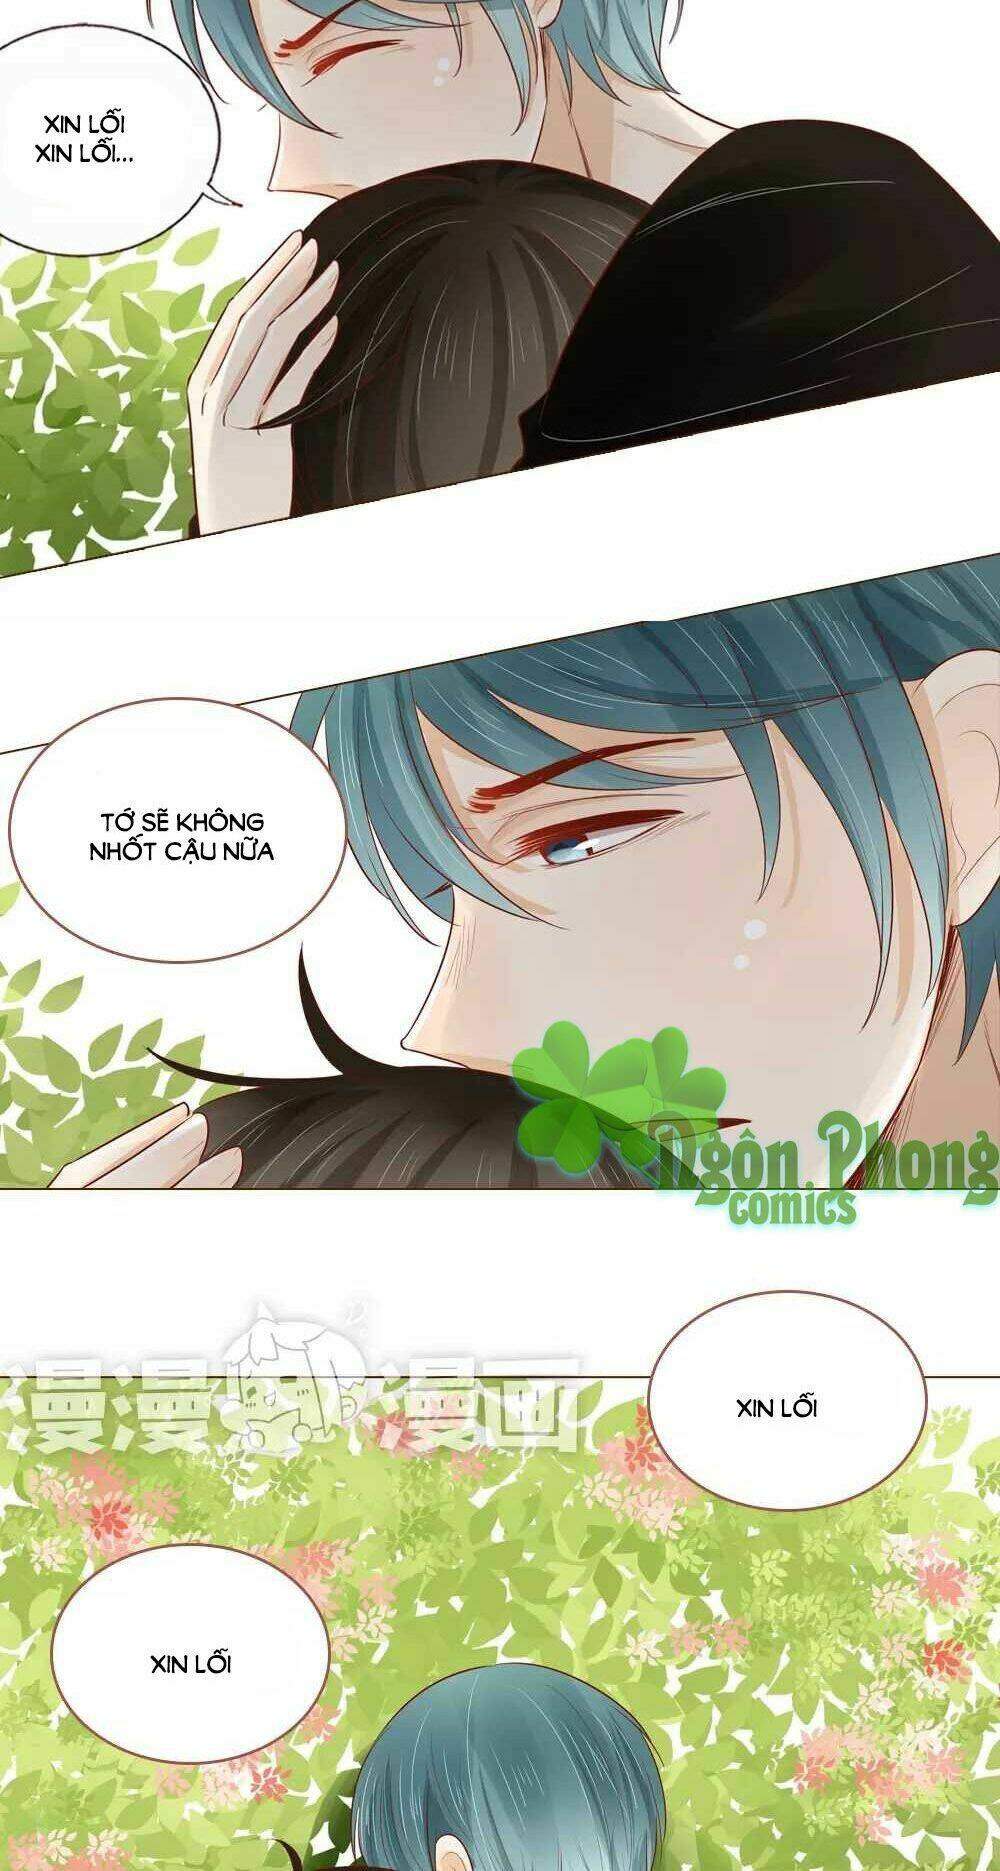 XIN LỖI
XIN LỖI...
TỚ SẼ KHÔNG
NHỐT CẬU NỮA
Ngôn Phong
comics
漫漫漫画
XIN LỖI
XIN LỖI